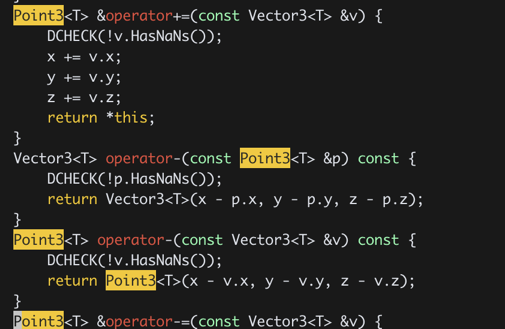 Point3<T> &operator+=(const Vector3<T> &v) {
    DCHECK(!v.HasNaNs());
    x += v.x;
    y += v.y;
    z += v.z;
    return *this;
}
Vector3<T> operator-(const Point3<T> &p) const {
    DCHECK(!p.HasNaNs());
    return Vector3<T>(x - p.x, y - p.y, z - p.z);
}
Point3<T> operator-(const Vector3<T> &v) const {
    DCHECK(!v.HasNaNs());
    return Point3<T>(x - v.x, y - v.y, z - v.z);
}
Point3<T> &operator-=(const Vector3<T> &v) {